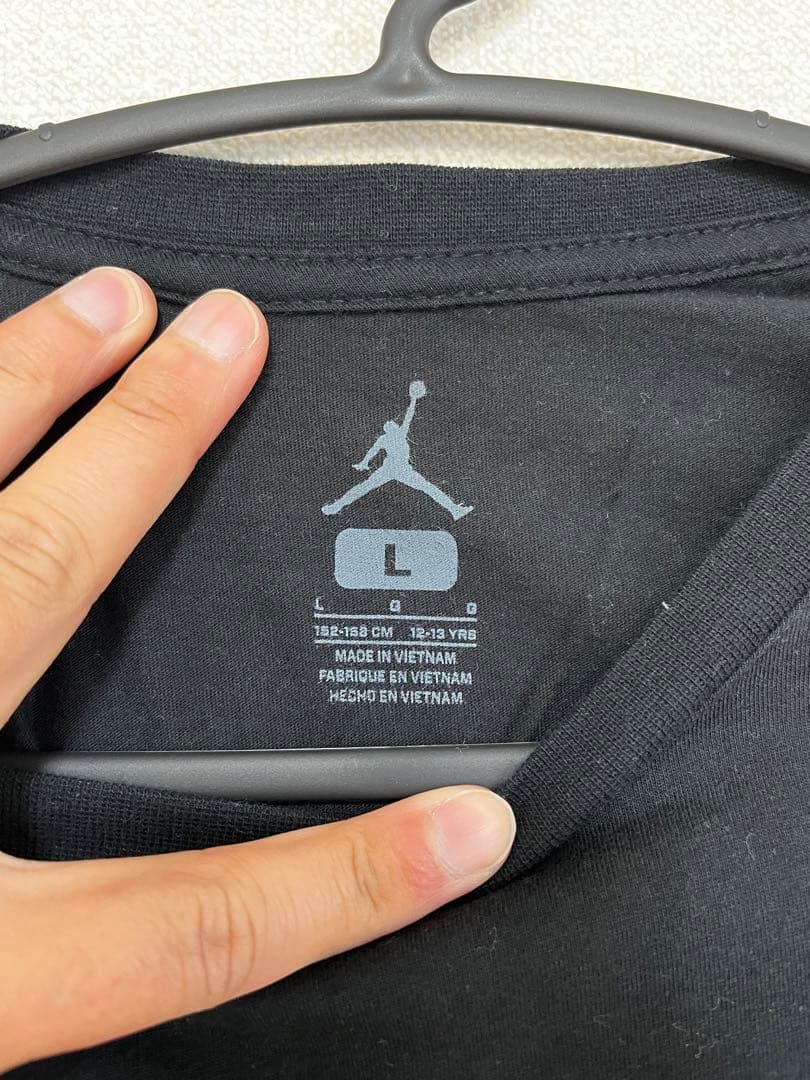 L
L G G
152-158 CM 12-13 YRS
MADE IN VIETNAM
FABRIQUE EN VIETNAM
HECHO EN VIETNAM